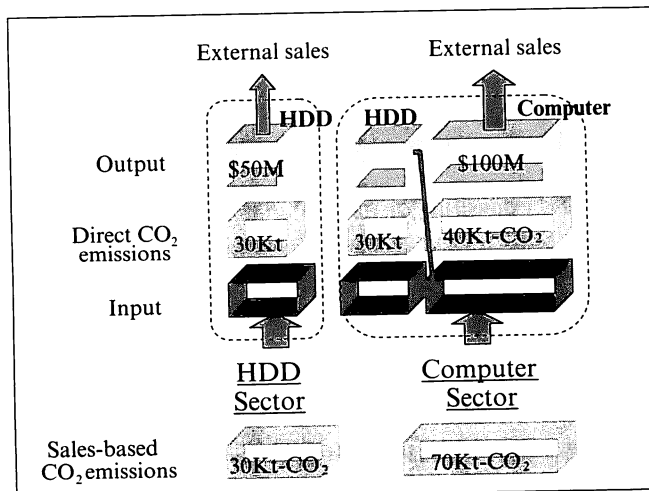 External sales
External sales
HDD
HDD
Computer
Output
$50M
$100M
Direct CO₂
emissions
30Kt
30Kt
40Kt-CO₂
Input
HDD
Sector
Computer
Sector
Sales-based
CO₂ emissions
30Kt-CO₂
70Kt-CO₂